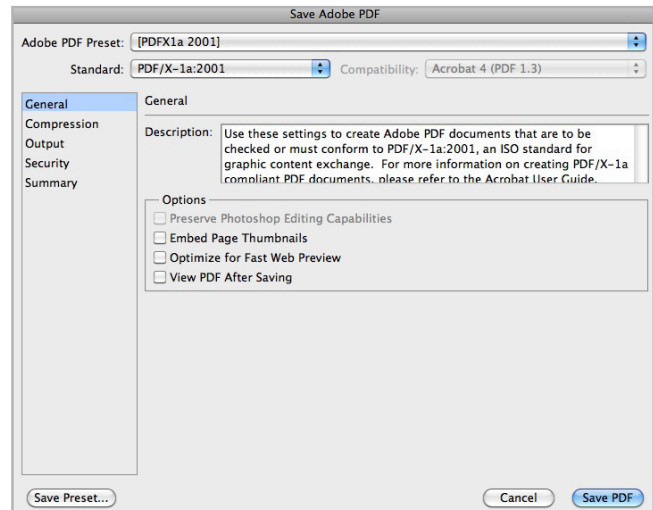 Save Adobe PDF
Adobe PDF Preset: [PDFX1a 2001]
Standard: PDF/X-1a:2001 Compatibility: Acrobat 4 (PDF 1.3)
General
Compression
Output
Security
Summary
General
Description: Use these settings to create Adobe PDF documents that are to be
checked or must conform to PDF/X-1a:2001, an ISO standard for
graphic content exchange.  For more information on creating PDF/X-1a
compliant PDF documents, please refer to the Acrobat User Guide.
Options
Preserve Photoshop Editing Capabilities
Embed Page Thumbnails
Optimize for Fast Web Preview
View PDF After Saving
Save Preset... Cancel Save PDF